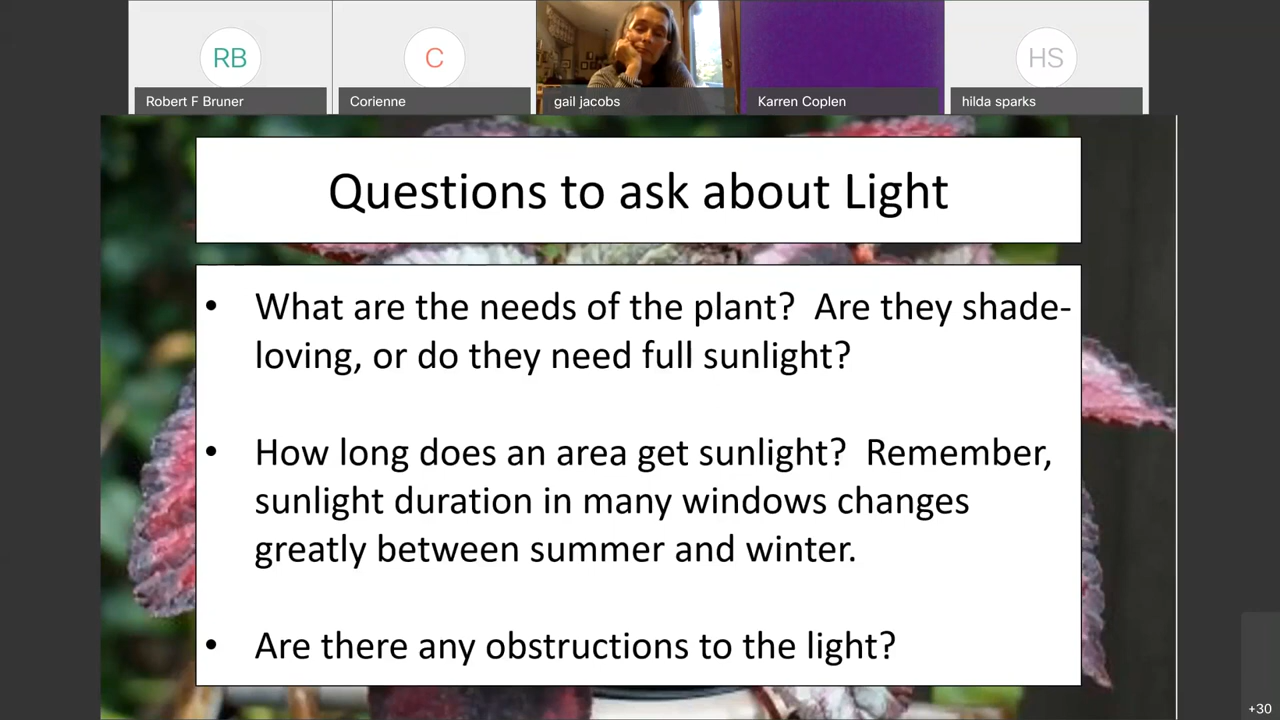 RB
C
HS
Robert F Bruner
Corienne
gail jacobs
Karren Coplen
hilda sparks
Questions to ask about Light
• What are the needs of the plant?  Are they shade-
loving, or do they need full sunlight?
• How long does an area get sunlight?  Remember,
sunlight duration in many windows changes
greatly between summer and winter.
• Are there any obstructions to the light?
+30